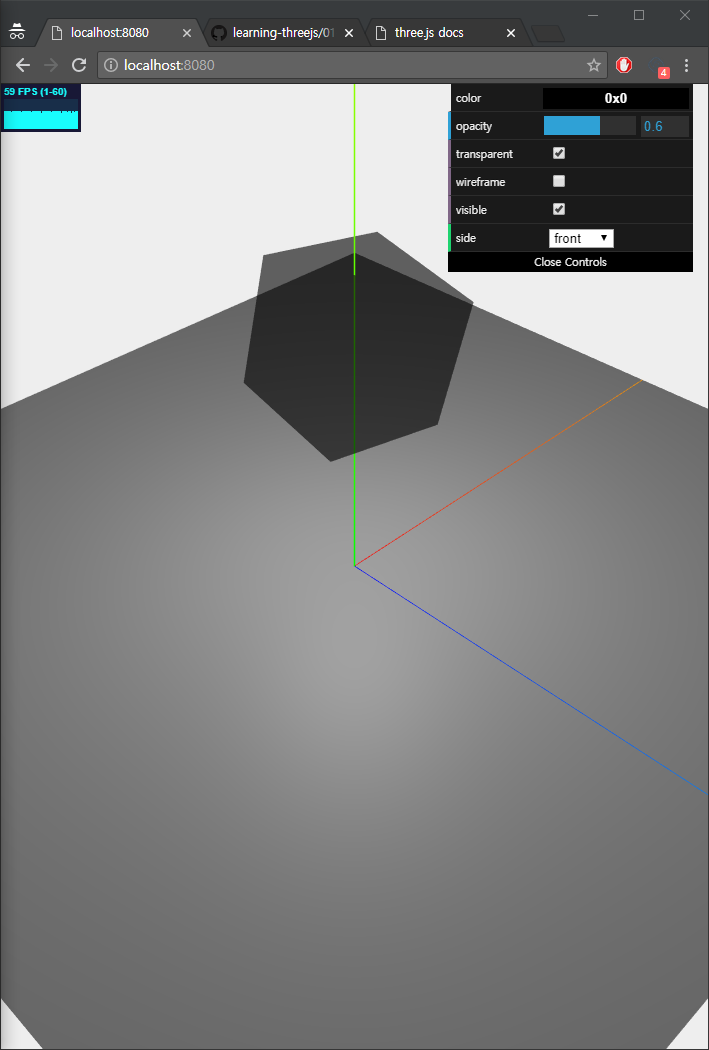 localhost:8080
learning-threejs/01
three.js docs
localhost:8080
4
59 FPS (1-60)
color 0x0
opacity 0.6
transparent
wireframe
visible
side front
Close Controls